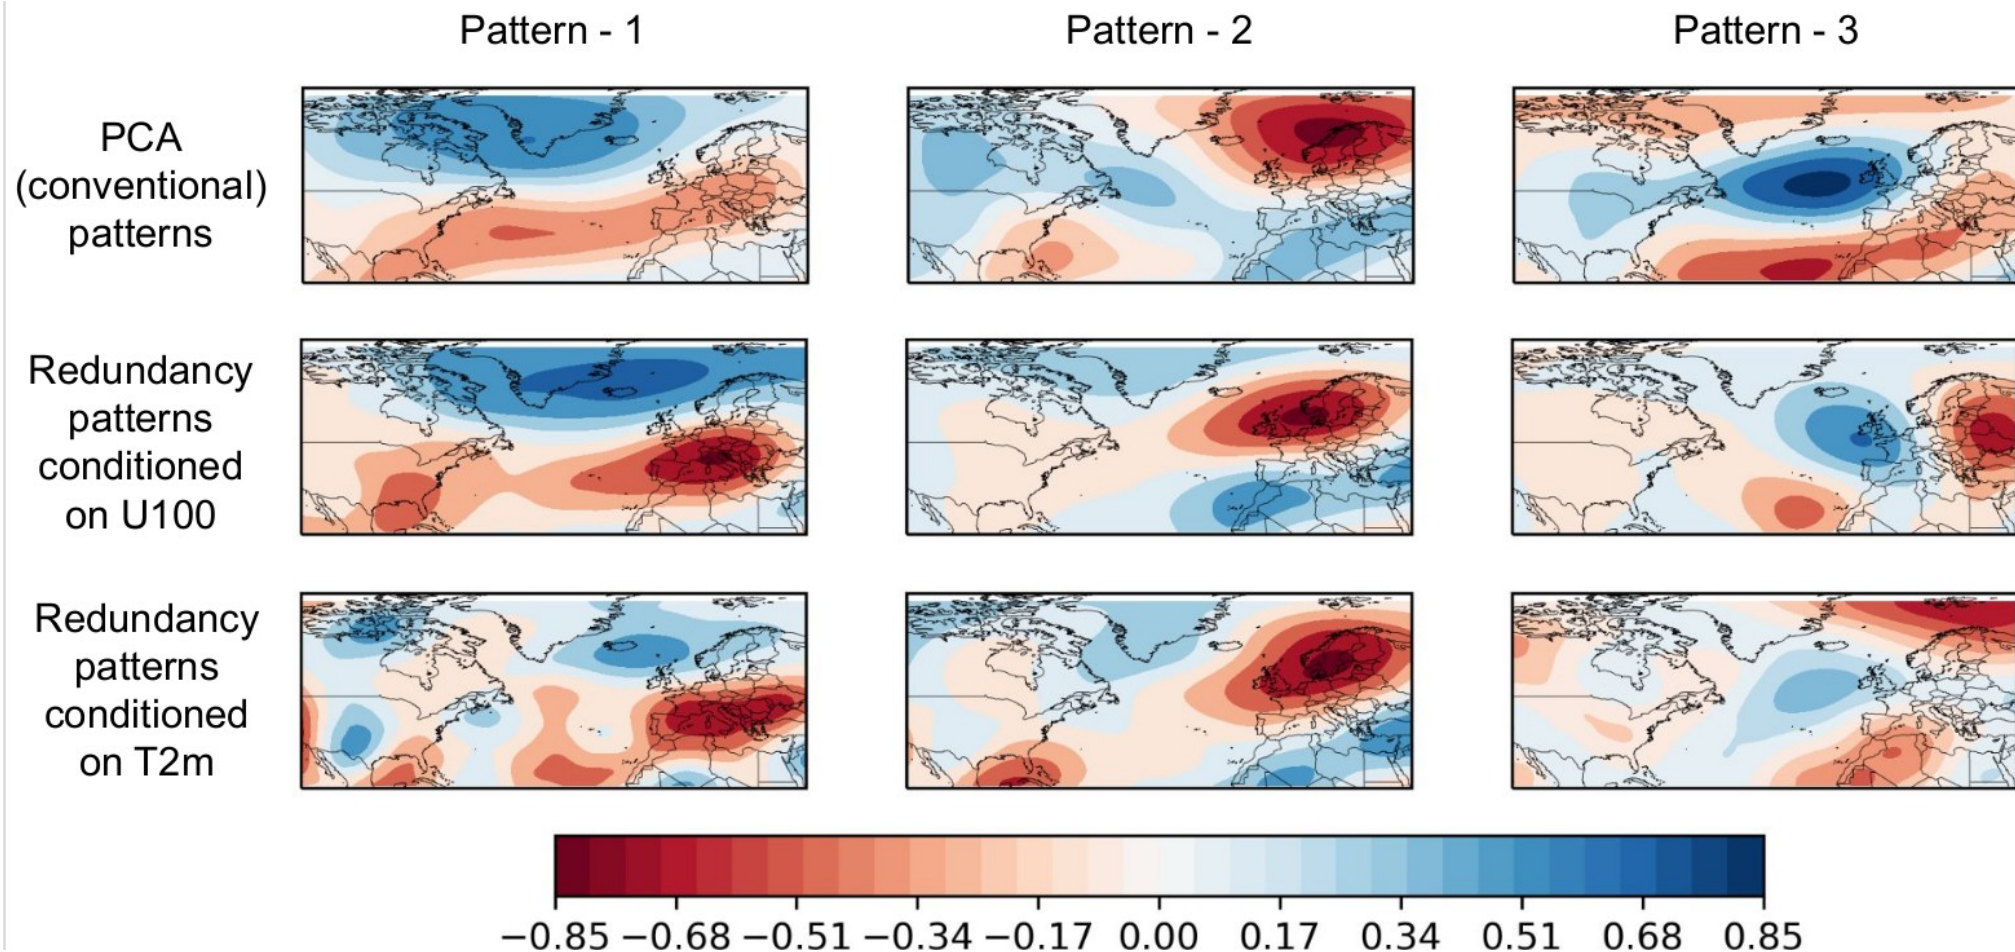 Pattern - 1
Pattern - 2
Pattern - 3
PCA
(conventional)
patterns
Redundancy
patterns
conditioned
on U100
Redundancy
patterns
conditioned
on T2m
−0.85 −0.68 −0.51 −0.34 −0.17 0.00 0.17 0.34 0.51 0.68 0.85